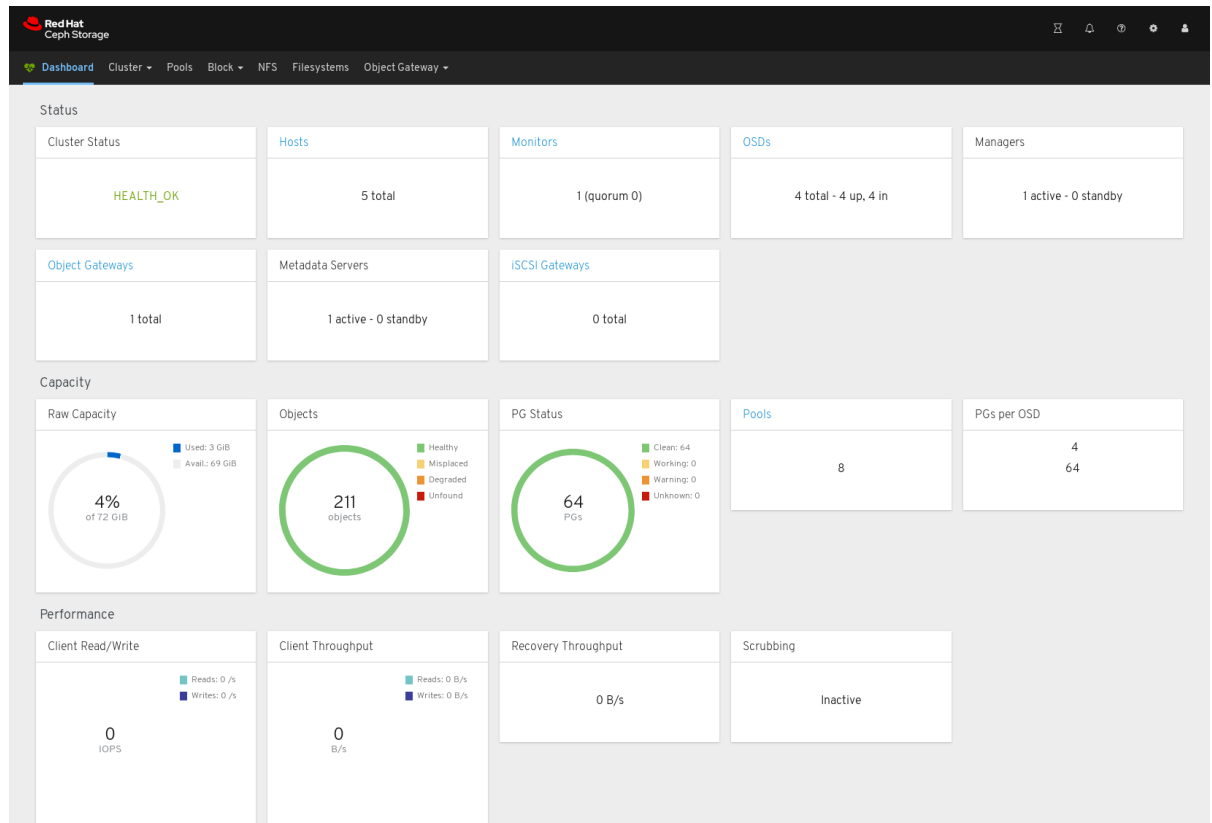 Red Hat
Ceph Storage
Dashboard Cluster Pools Block NFS Filesystems Object Gateway
Status
Cluster Status
HEALTH_OK
Hosts
5 total
Monitors
1 (quorum 0)
OSDs
4 total - 4 up, 4 in
Managers
1 active - 0 standby
Object Gateways
1 total
Metadata Servers
1 active - 0 standby
iSCSI Gateways
0 total
Capacity
Raw Capacity
Used: 3 GiB
Avail.: 69 GiB
4%
of 72 GiB
Objects
Healthy
Misplaced
Degraded
Unfound
211
objects
PG Status
Clean: 64
Working: 0
Warning: 0
Unknown: 0
64
PGs
Pools
8
PGs per OSD
4
64
Performance
Client Read/Write
Reads: 0 /s
Writes: 0 /s
0
IOPS
Client Throughput
Reads: 0 B/s
Writes: 0 B/s
0
B/s
Recovery Throughput
0 B/s
Scrubbing
Inactive